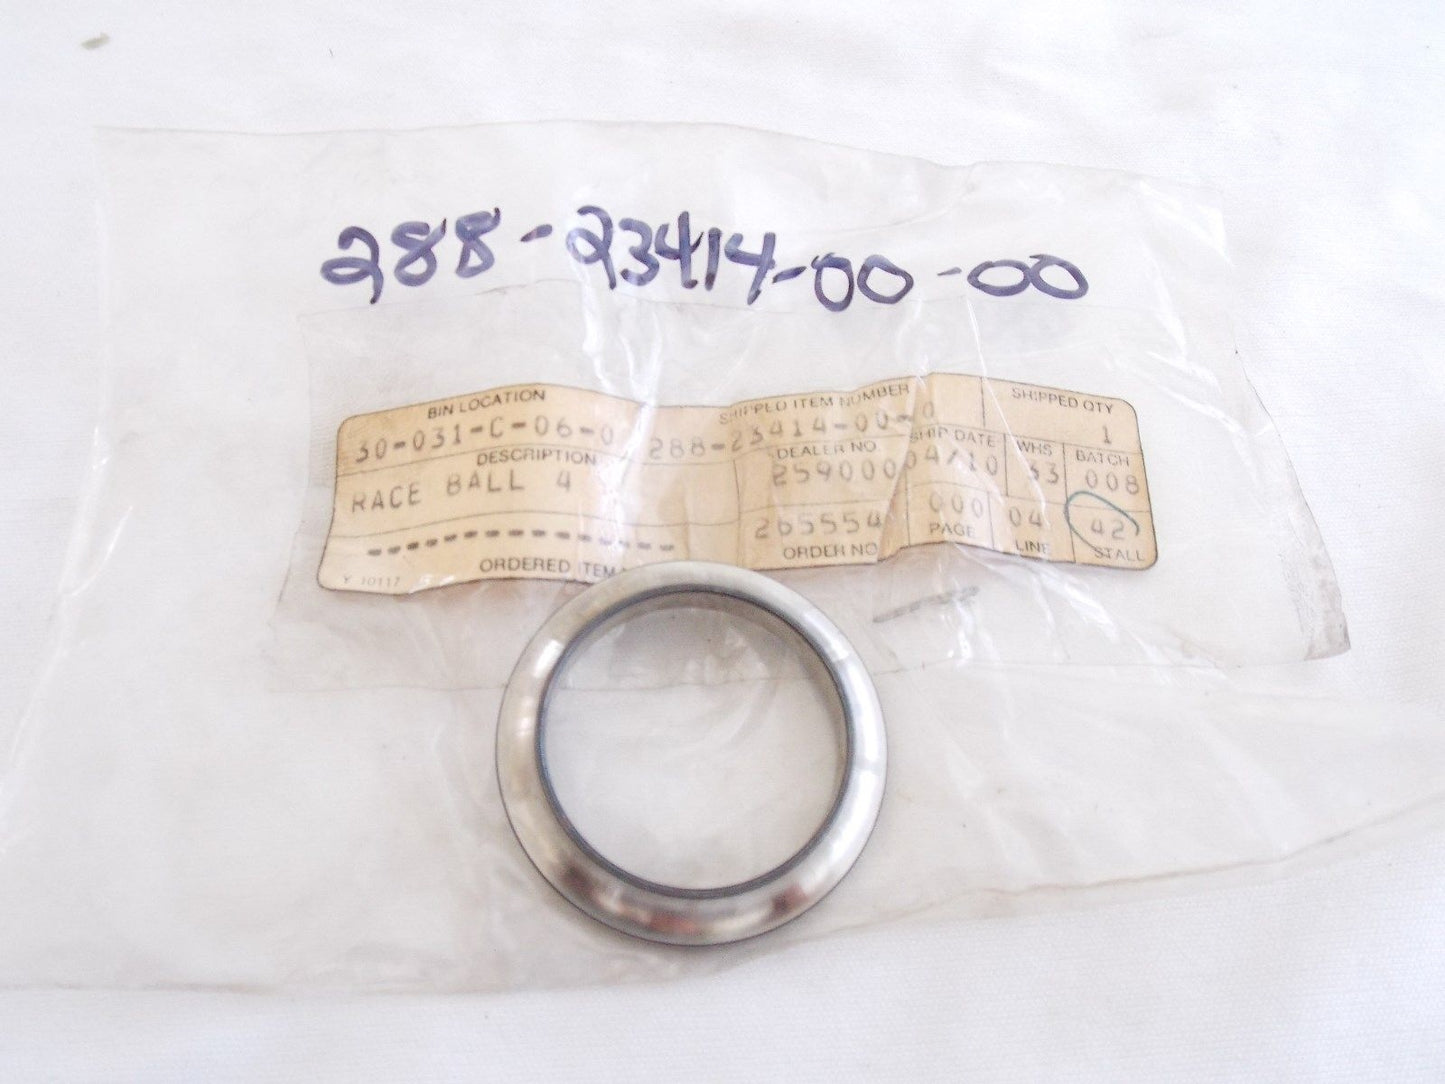 288-23414-00-00
BIN LOCATION SHIPPED ITEM NUMBER SHIPPED QTY
30-031-C-06-0 288-23414-00-0 1
DESCRIPTION DEALER NO. SHIP DATE WHS BATCH
RACE BALL 4 259000 04/10 33 008
265554 000 04 42
ORDERED ITEM ORDER NO PAGE LINE STALL
Y 10117